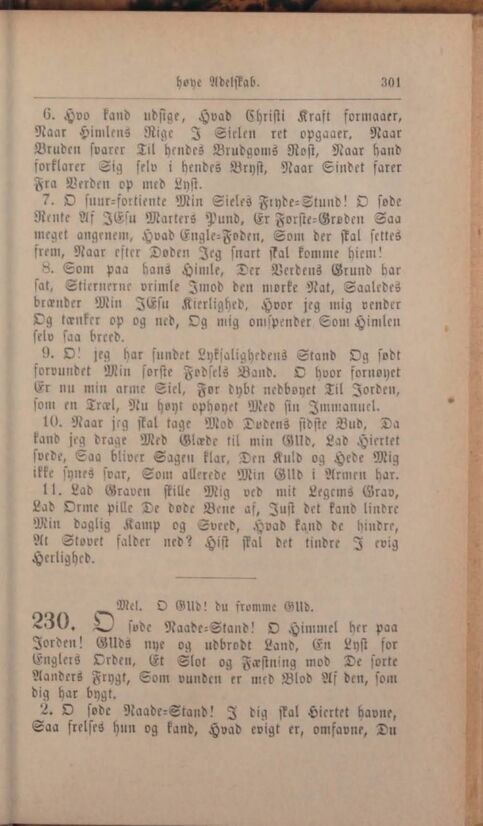 høye Adelskab. 301
6. Hvo kand udsige, Hvad Christi Kraft formaaer,
Naar Himlens Rige I Sielen ret opgaaer, Naar
Bruden svarer Til hendes Brudgoms Røst, Naar hand
forklarer Sig selv i hendes Bryst, Naar Sindet farer
Fra Verden op med Lyst.
7. O suur-fortiente Min Sieles Fryde-Stund! O søde
Rente Af JEsu Marters Pund, Er Første-Grøden Saa
meget angenem, Hvad Engle-Føden, Som der skal settes
frem, Naar efter Døden Jeg snart skal komme hiem!
8. Som paa hans Himle, Der Verdens Grund har
sat, Stiernerne vrimle Imod den mørke Nat, Saaledes
brænder Min JEsu Kierlighed, Hvor jeg mig vender
Og tænker op og ned, Og mig omspender Som Himlen
selv saa breed.
9. O! jeg har fundet Lyksalighedens Stand Og sødt
forvundet Min første Fødsels Band. O hvor fornøyet
Er nu min arme Siel, Før dybt nedbøyet Til Jorden,
som en Træl, Nu høyt ophøyet Med sin Immanuel.
10. Naar jeg skal tage Mod Dødens sidste Bud, Da
kand jeg drage Med Glæde til min GUd, Lad Hiertet
svede, Saa bliver Sagen klar, Den Kuld og Hede Mig
ikke synes svar, Som allerede Min GUd i Armen har.
11. Lad Graven skille Mig ved mit Legems Grav,
Lad Orme pille De døde Bene af, Just det kand lindre
Min daglig Kamp og Sveed, Hvad kand de hindre,
At Støvet falder ned? Hist skal det tindre I evig
Herlighed.
Mel. O GUd! du fromme GUd.
230. O søde Naade-Stand! O Himmel her paa
Jorden! GUds nye og udbrødt Land, En Lyst for
Englers Orden, Et Slot og Fæstning mod De sorte
Aanders Frygt, Som vunden er med Blod Af den, som
dig har bygt.
2. O søde Naade-Stand! I dig skal Hiertet havne,
Saa frelses hun og kand, Hvad evigt er, omfavne, Du